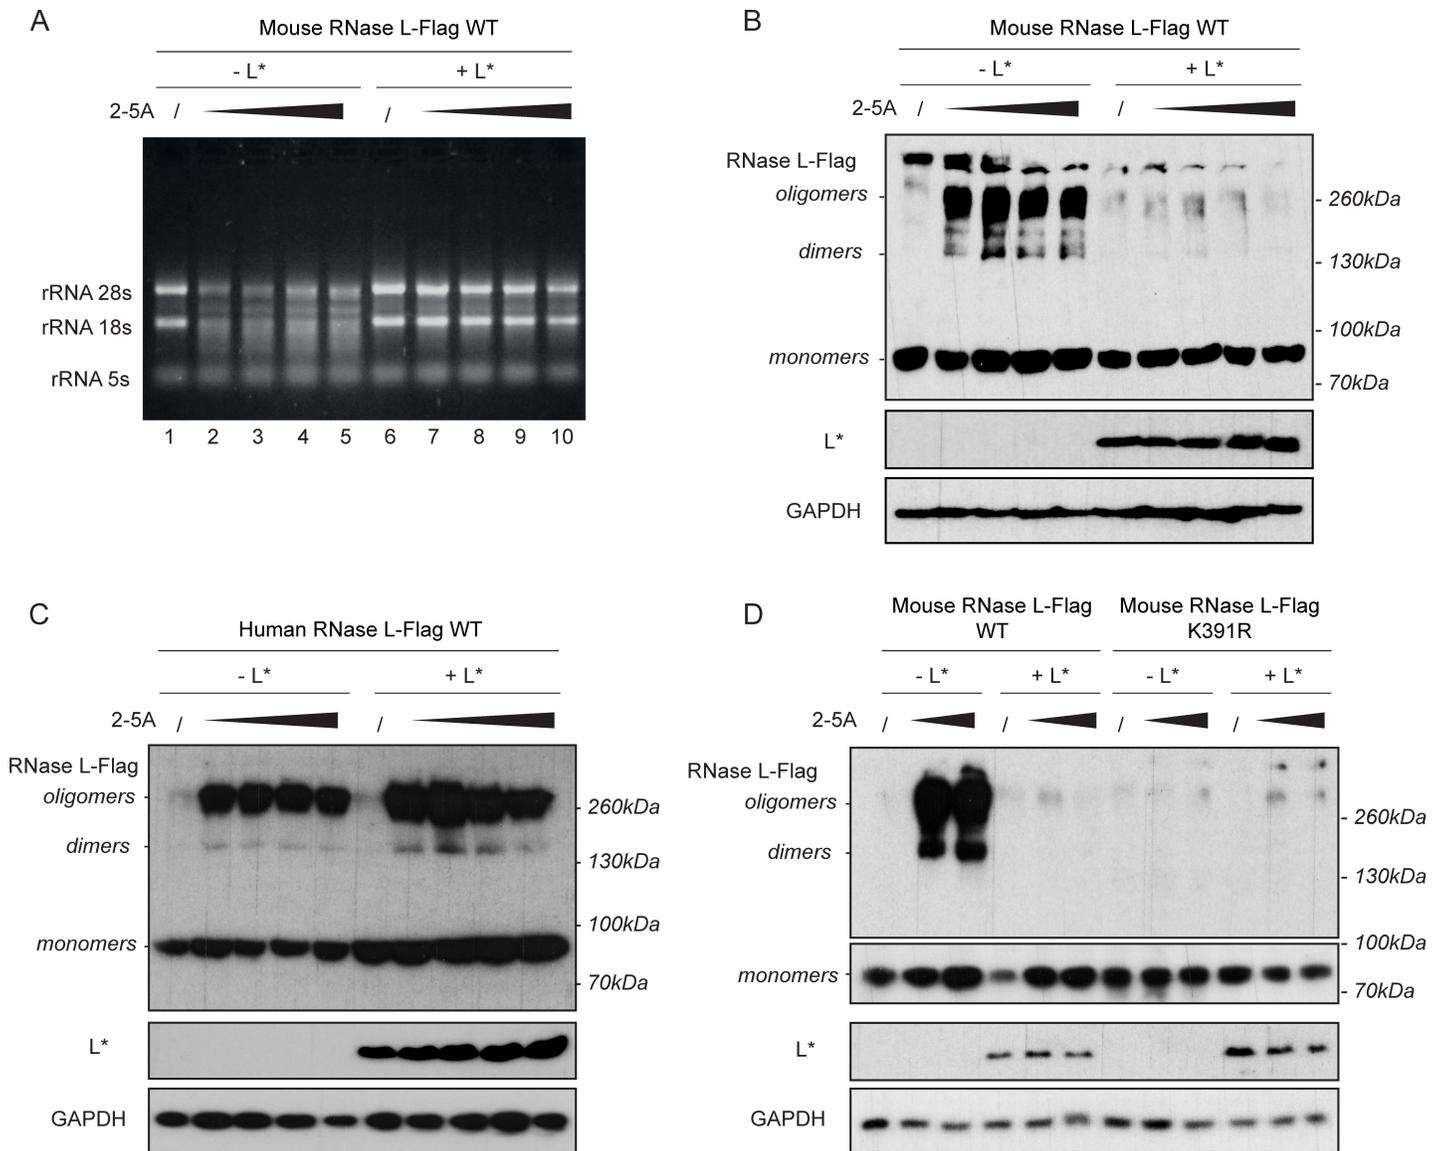 A
Mouse RNase L-Flag WT
- L*
+ L*
2-5A / /
rRNA 28s
rRNA 18s
rRNA 5s
1 2 3 4 5 6 7 8 9 10
B
Mouse RNase L-Flag WT
- L*
+ L*
2-5A / /
RNase L-Flag
oligomers
- 260kDa
dimers
- 130kDa
- 100kDa
monomers
- 70kDa
L*
GAPDH
C
Human RNase L-Flag WT
- L*
+ L*
2-5A / /
RNase L-Flag
oligomers
- 260kDa
dimers
- 130kDa
- 100kDa
monomers
- 70kDa
L*
GAPDH
D
Mouse RNase L-Flag
WT
Mouse RNase L-Flag
K391R
- L*
+ L*
- L*
+ L*
2-5A / / / /
RNase L-Flag
oligomers
- 260kDa
dimers
- 130kDa
- 100kDa
monomers
- 70kDa
L*
GAPDH